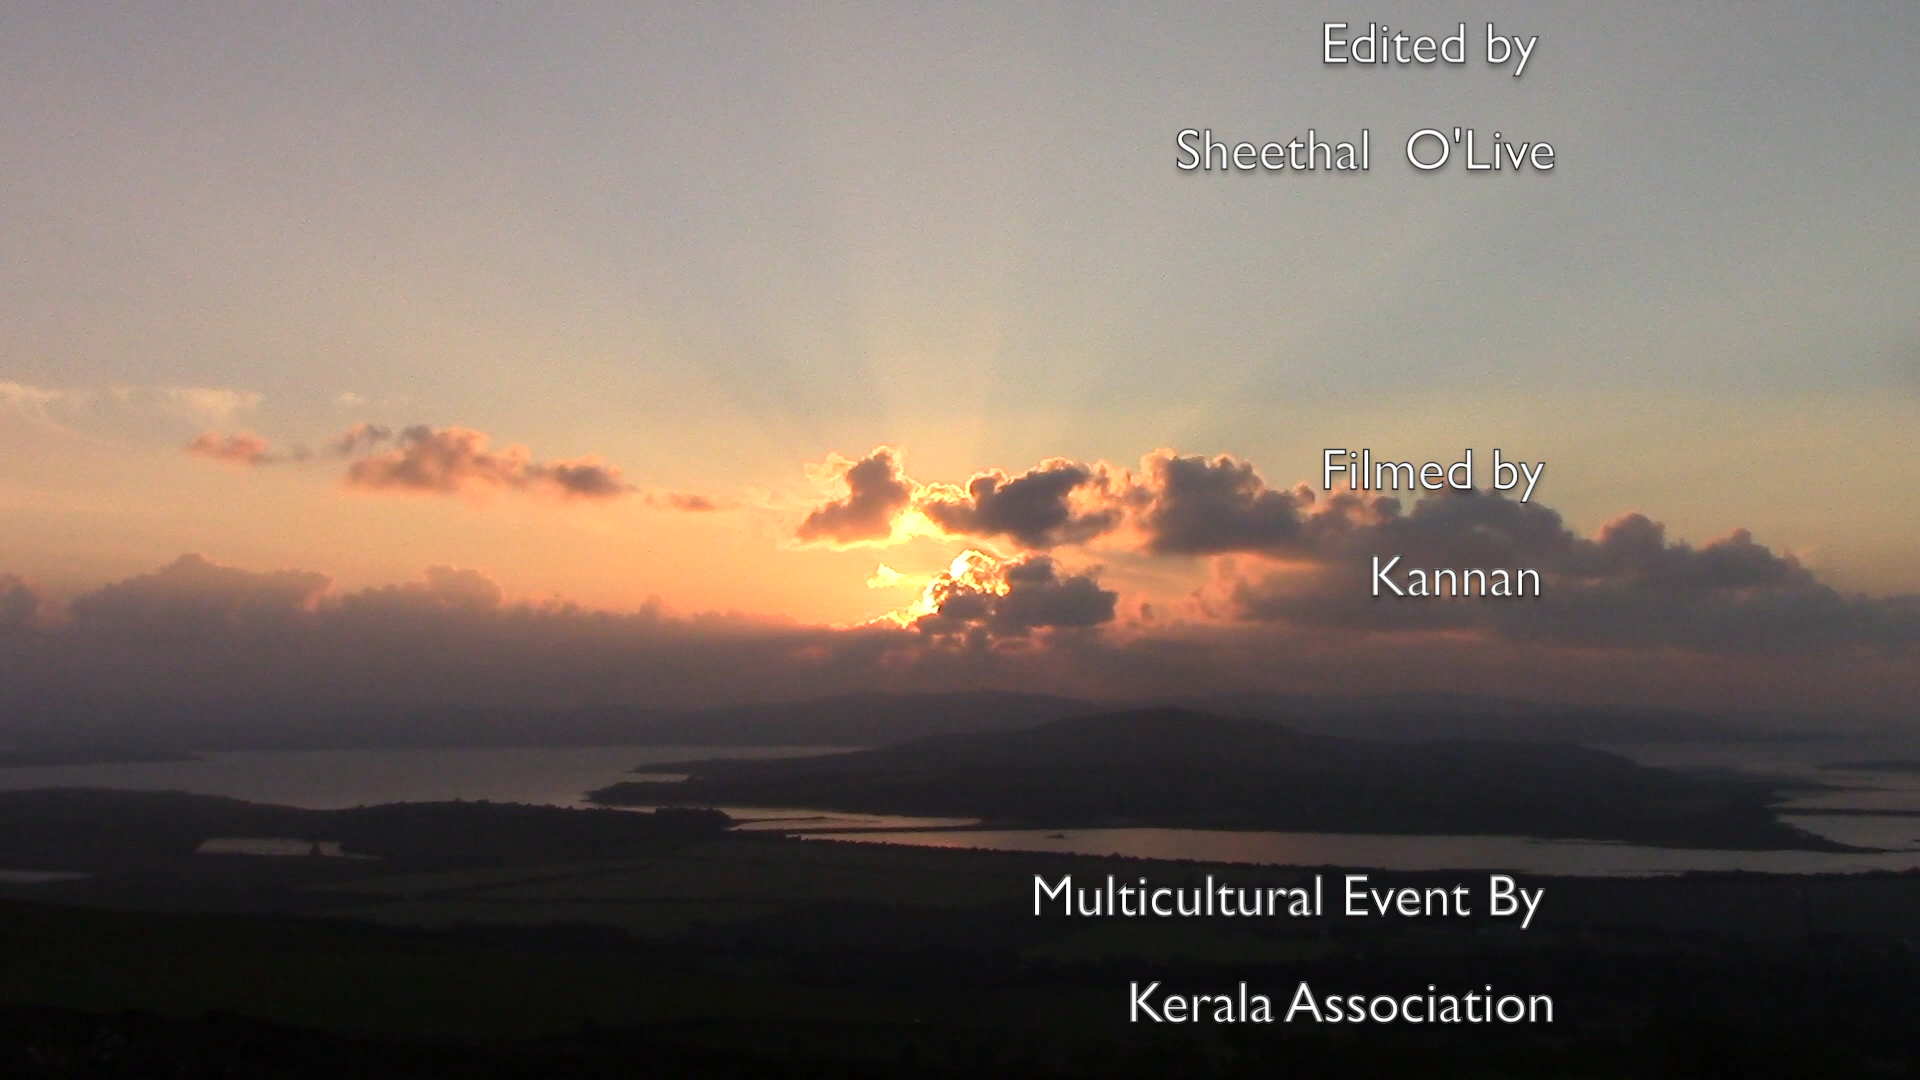 Edited by
Sheethal  O'Live
Filmed by
Kannan
Multicultural Event By
Kerala Association